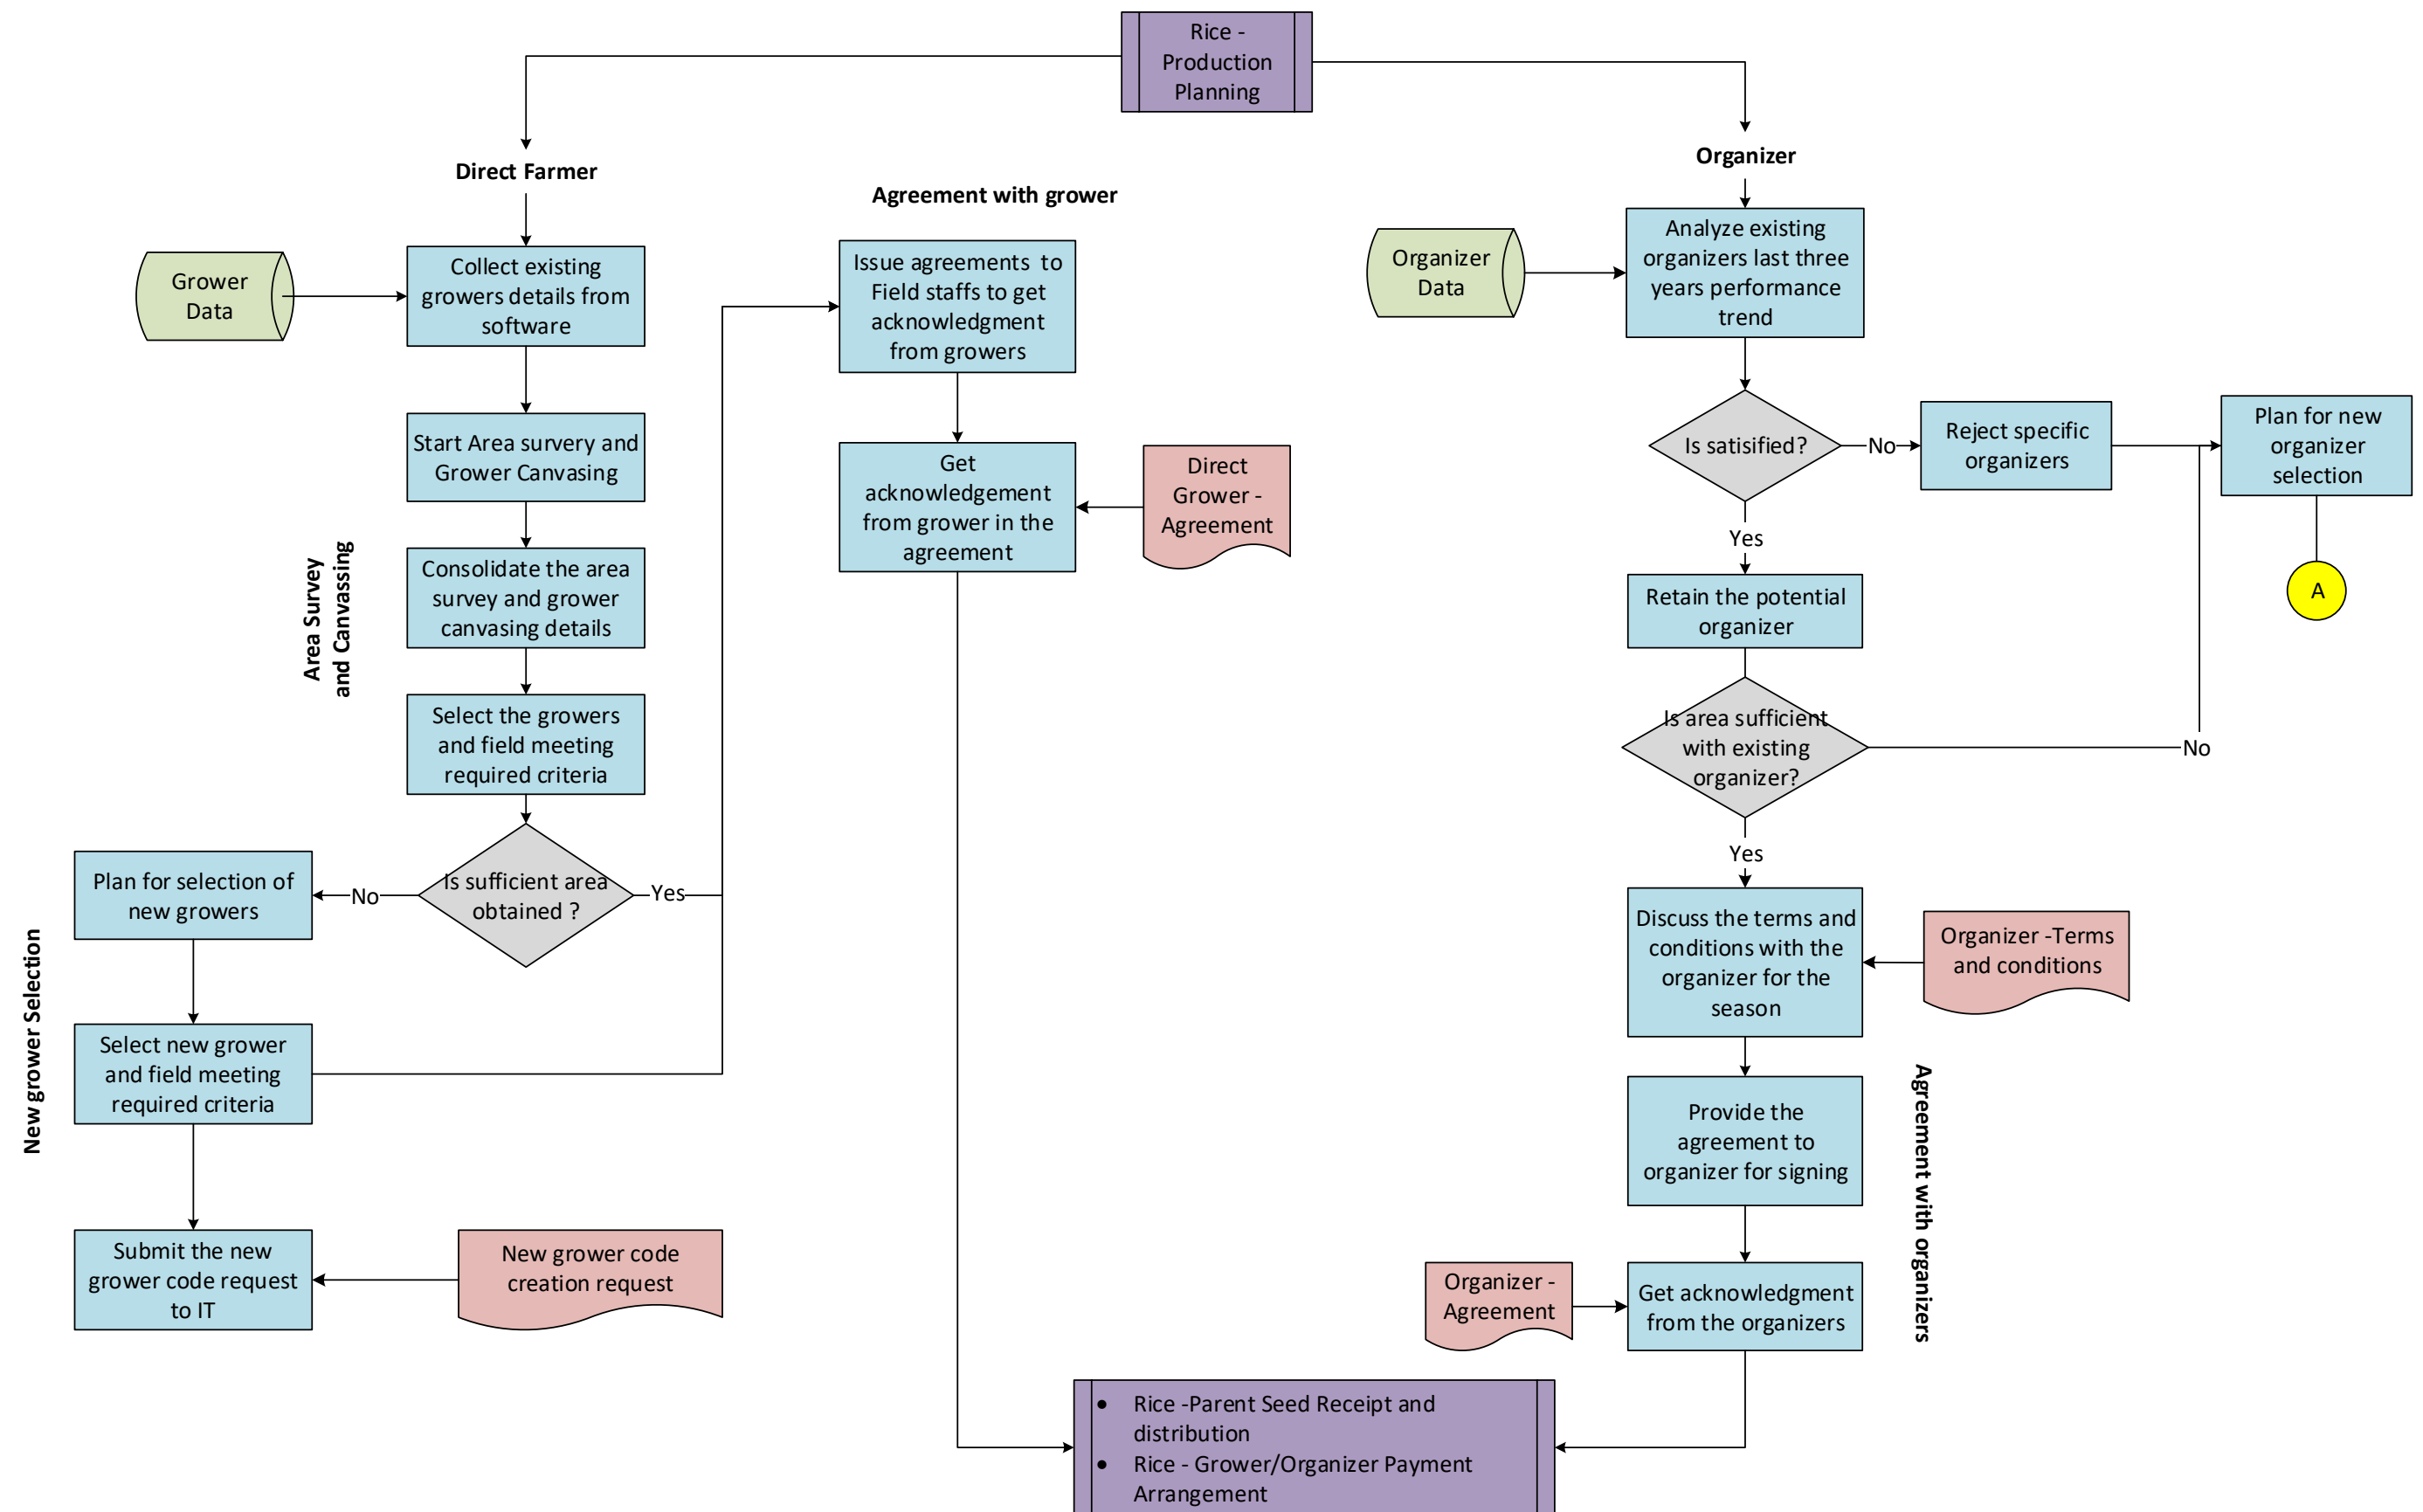 Rice -
Production
Planning
Direct Farmer
Grower
Data
Collect existing
growers details from
software
Start Area survery and
Grower Canvasing
Area Survey
and Canvassing
Consolidate the area
survey and grower
canvasing details
Select the growers
and field meeting
required criteria
Is sufficient area
obtained ?
No
Yes
New grower Selection
Plan for selection of
new growers
Select new grower
and field meeting
required criteria
Submit the new
grower code request
to IT
New grower code
creation request
Agreement with grower
Issue agreements  to
Field staffs to get
acknowledgment
from growers
Get
acknowledgement
from grower in the
agreement
Direct
Grower -
Agreement
Organizer
Organizer
Data
Analyze existing
organizers last three
years performance
trend
Is satisified?
No
Reject specific
organizers
Plan for new
organizer
selection
A
Yes
Retain the potential
organizer
Is area sufficient
with existing
organizer?
No
Yes
Discuss the terms and
conditions with the
organizer for the
season
Organizer -Terms
and conditions
Agreement with organizers
Provide the
agreement to
organizer for signing
Organizer -
Agreement
Get acknowledgment
from the organizers
• Rice -Parent Seed Receipt and
distribution
• Rice - Grower/Organizer Payment
Arrangement